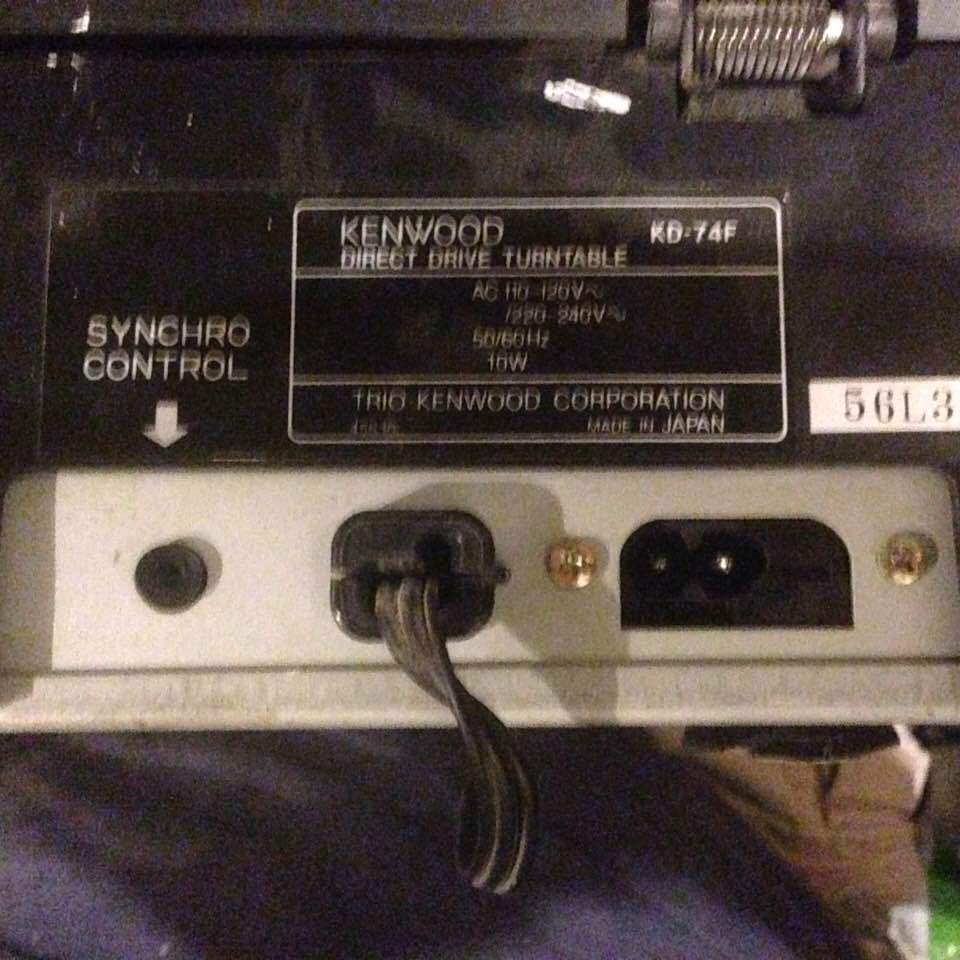 KENWOOD KD-74F
DIRECT DRIVE TURNTABLE
AC 110-120V~
/220-240V~
50/60Hz
10W
TRIO-KENWOOD CORPORATION
MADE IN JAPAN
SYNCHRO
CONTROL
56L3